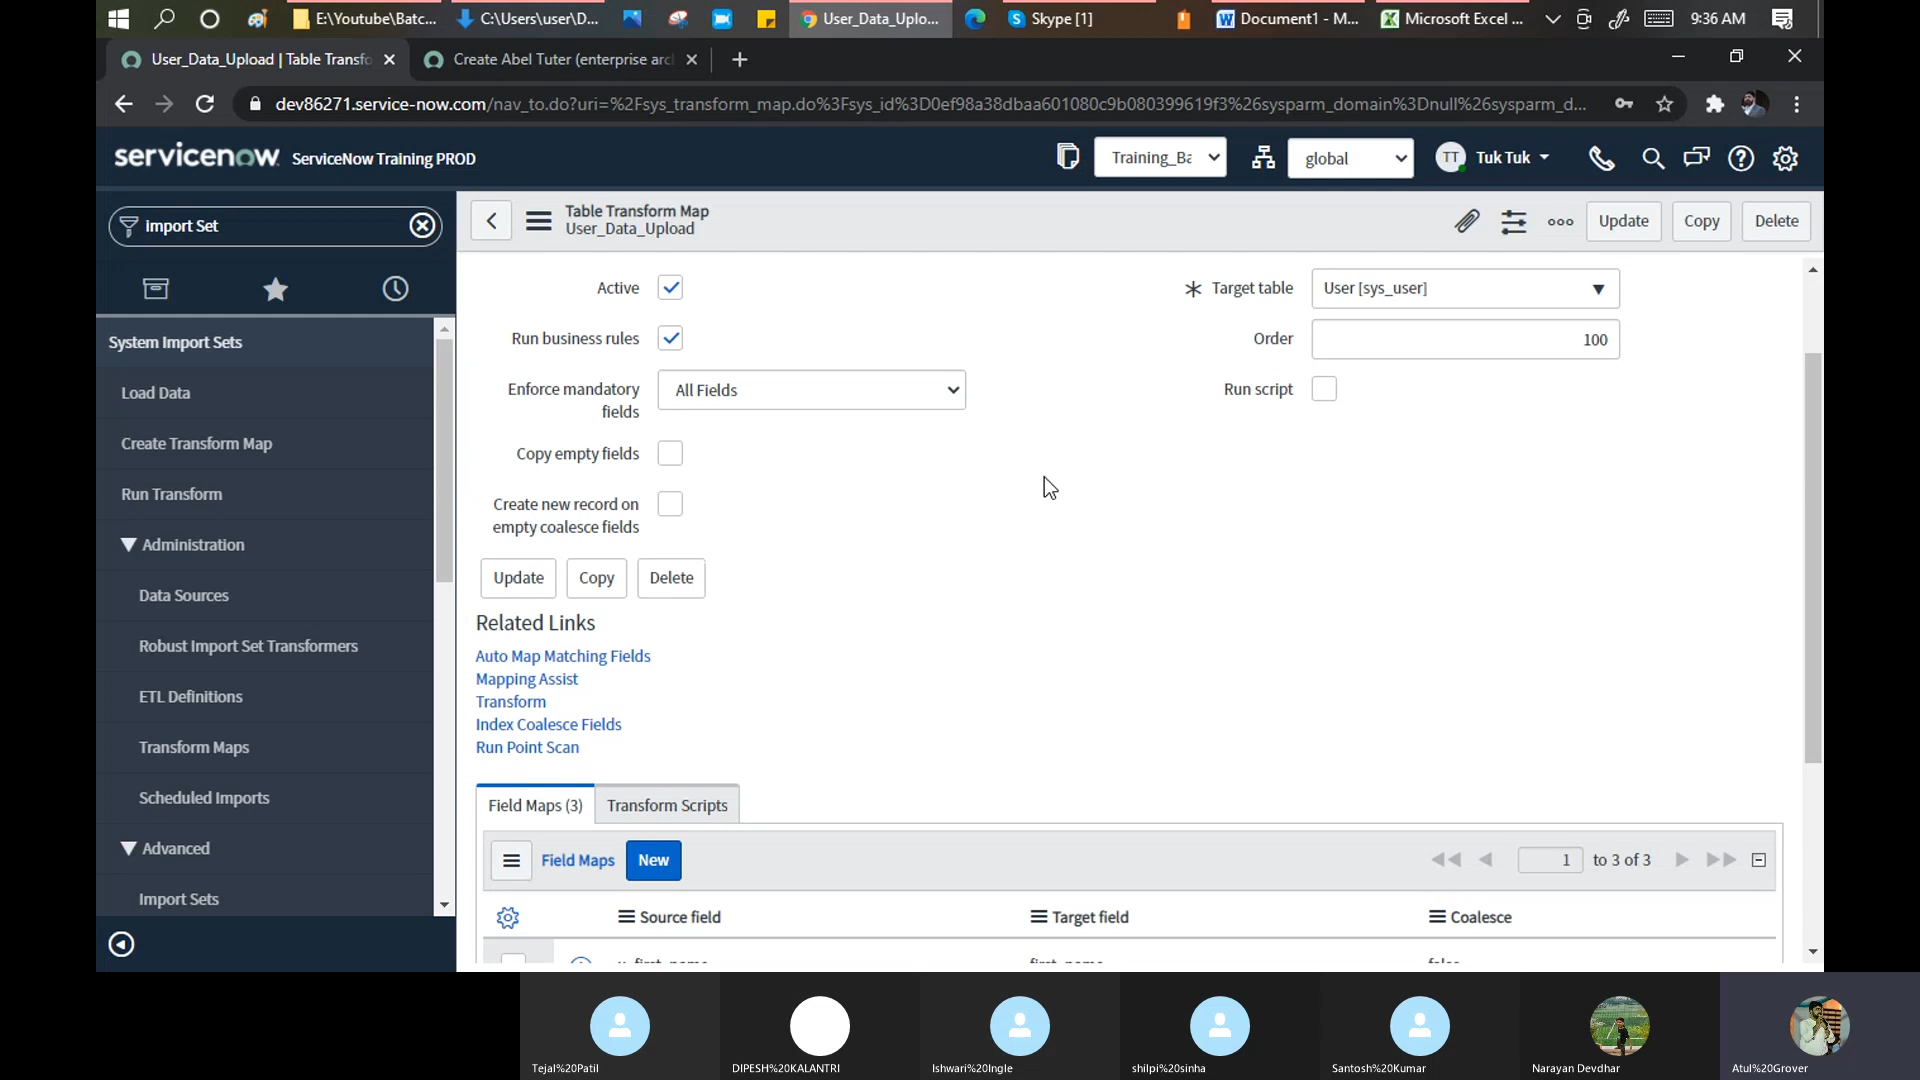 E:\Youtube\Batc...
C:\Users\user\D...
User_Data_Uplo...
Skype [1]
Document1 - M...
Microsoft Excel ...
9:36 AM
User_Data_Upload | Table Transfo
Create Abel Tuter (enterprise arc
dev86271.service-now.com/nav_to.do?uri=%2Fsys_transform_map.do%3Fsys_id%3D0ef98a38dbaa601080c9b080399619f3%26sysparm_domain%3Dnull%26sysparm_d...
servicenow ServiceNow Training PROD
Training_Ba
global
TT
Tuk Tuk
Import Set
Table Transform Map
User_Data_Upload
Update
Copy
Delete
System Import Sets
Load Data
Create Transform Map
Run Transform
Administration
Data Sources
Robust Import Set Transformers
ETL Definitions
Transform Maps
Scheduled Imports
Advanced
Import Sets
Active
Target table
User [sys_user]
Run business rules
Order
100
Enforce mandatory
fields
All Fields
Run script
Copy empty fields
Create new record on
empty coalesce fields
Update
Copy
Delete
Related Links
Auto Map Matching Fields
Mapping Assist
Transform
Index Coalesce Fields
Run Point Scan
Field Maps (3)
Transform Scripts
Field Maps
New
1 to 3 of 3
Source field
Target field
Coalesce
Tejal%20Patil
DIPESH%20KALANTRI
Ishwari%20Ingle
shilpi%20sinha
Santosh%20Kumar
Narayan Devdhar
Atul%20Grover